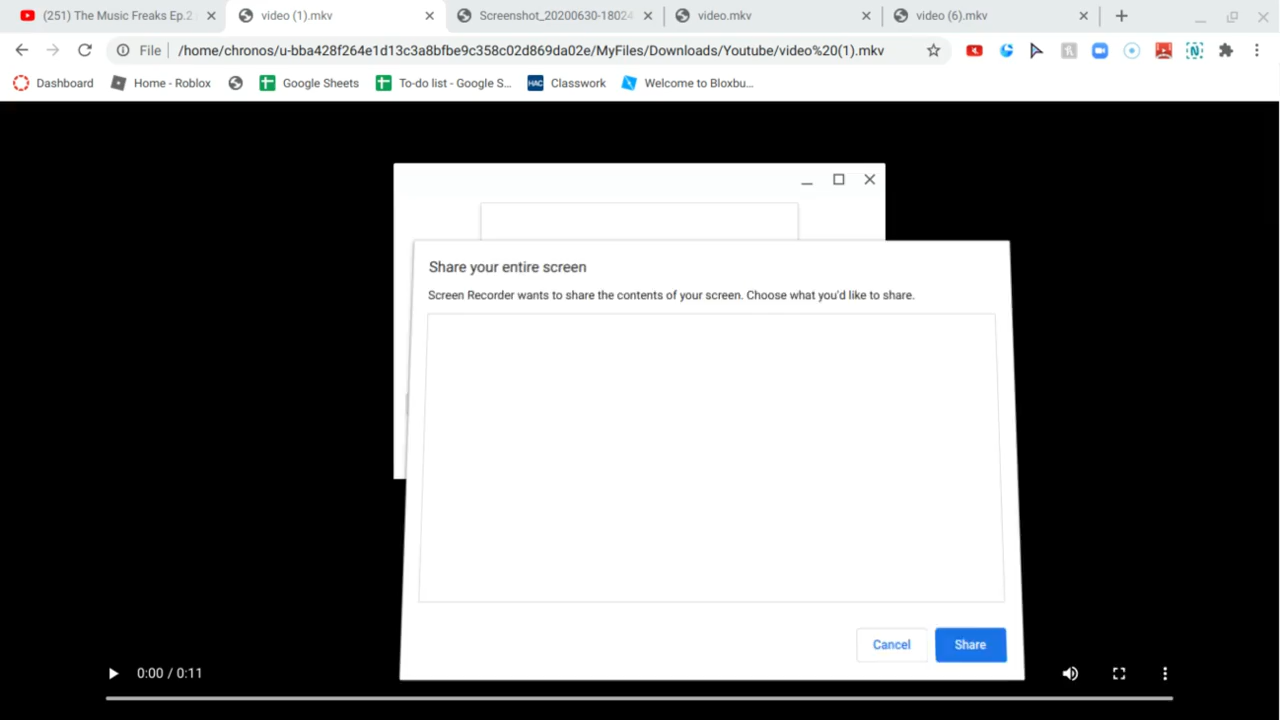 (251) The Music Freaks Ep.2
video (1).mkv
Screenshot_20200630-18024
video.mkv
video (6).mkv
File
/home/chronos/u-bba428f264e1d13c3a8bfbe9c358c02d869da02e/MyFiles/Downloads/Youtube/video%20(1).mkv
Dashboard
Home - Roblox
Google Sheets
To-do list - Google S...
HAC
Classwork
Welcome to Bloxbu...
Share your entire screen
Screen Recorder wants to share the contents of your screen. Choose what you'd like to share.
Cancel
Share
0:00 / 0:11